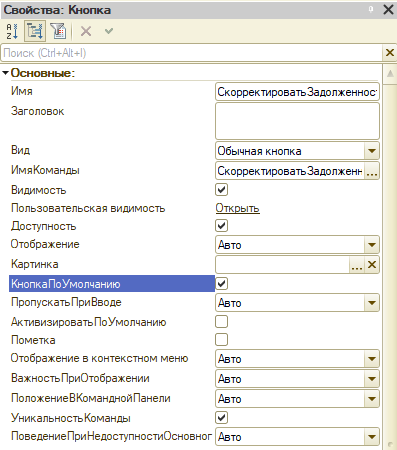 Свойства: Кнопка
Поиск (Ctrl+Alt+I)
Основные:
Имя СкорректироватьЗадолженност
Заголовок
Вид Обычная кнопка
ИмяКоманды СкорректироватьЗадолженн ...
Видимость
Пользовательская видимость Открыть
Доступность
Отображение Авто
Картинка ...
КнопкаПоУмолчанию
ПропускатьПриВводе Авто
АктивизироватьПоУмолчанию
Пометка
Отображение в контекстном меню Авто
ВажностьПриОтображении Авто
ПоложениеВКоманднойПанели Авто
УникальностьКоманды
ПоведениеПриНедоступностиОсновног Авто